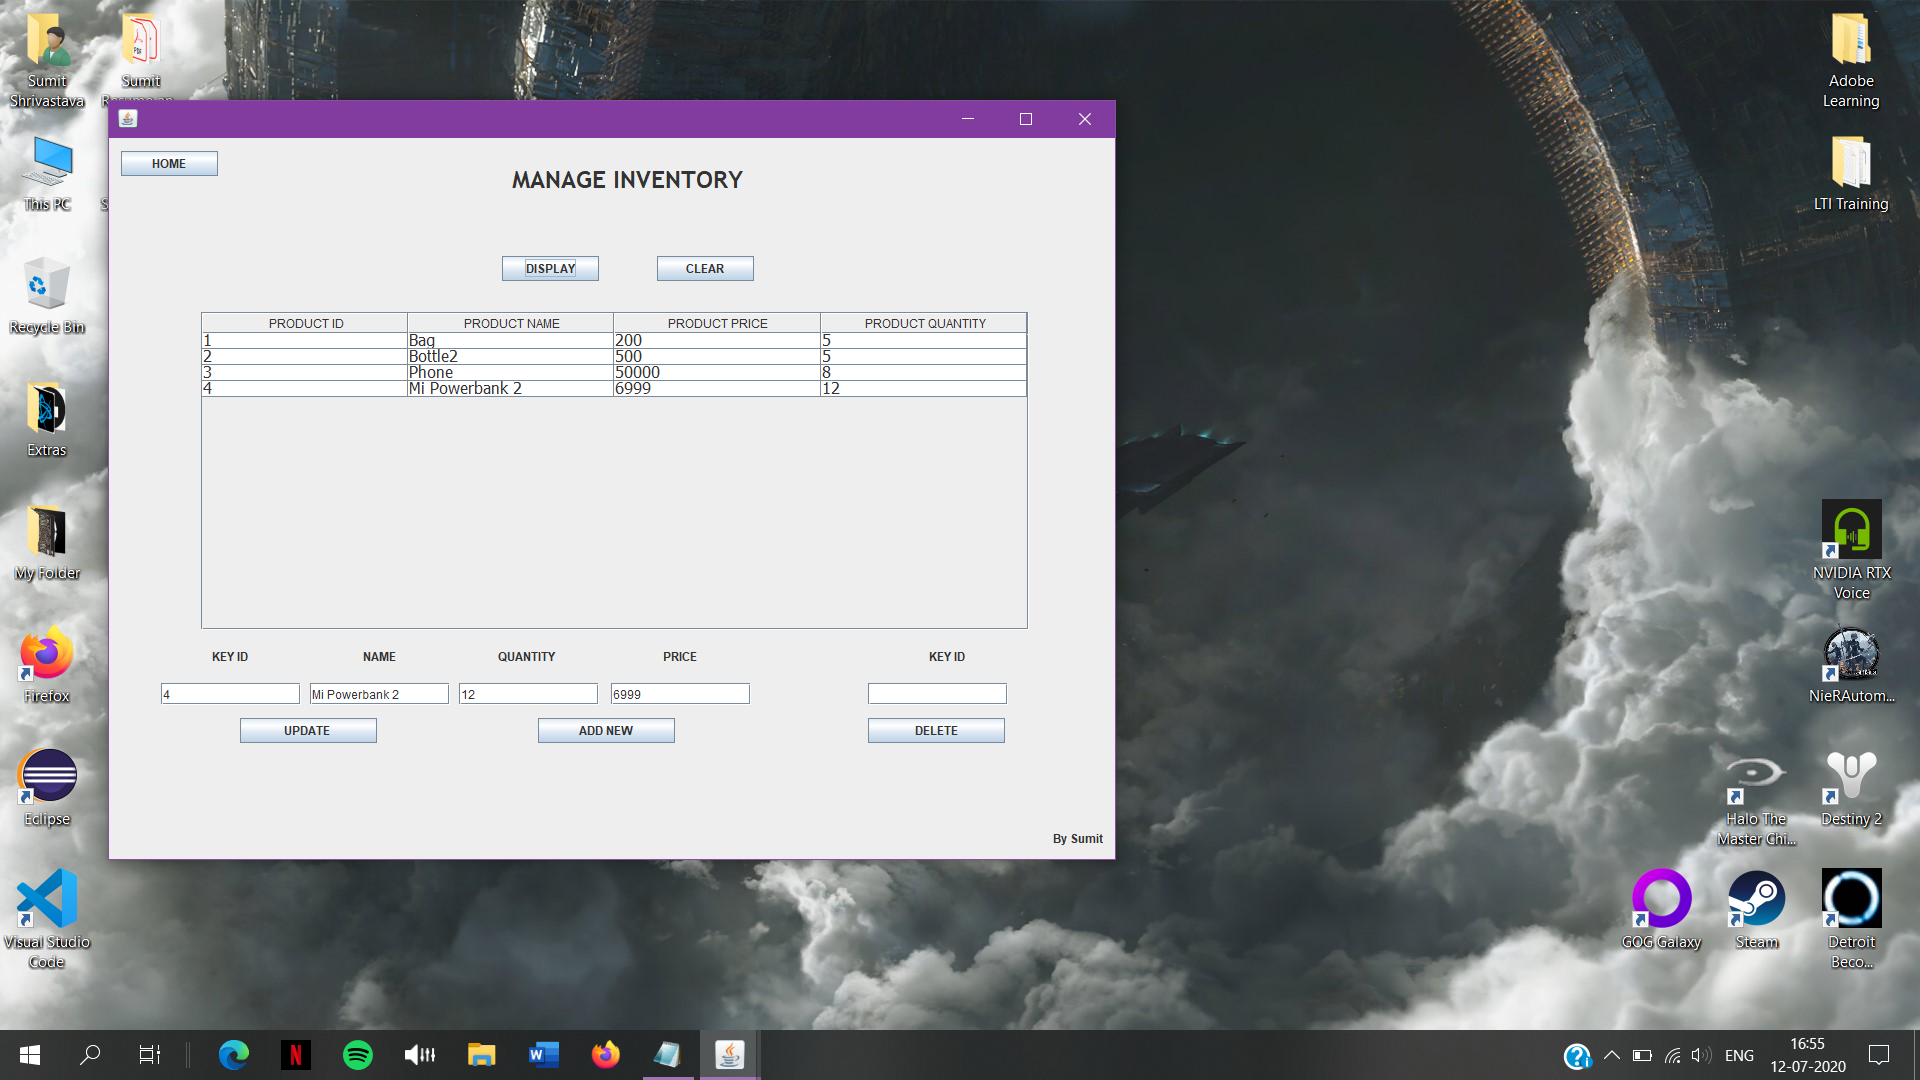 Sumit
Shrivastava
Sumit
This PC
Recycle Bin
Extras
My Folder
Firefox
Eclipse
Visual Studio
Code
HOME
MANAGE INVENTORY
DISPLAY CLEAR
PRODUCT ID PRODUCT NAME PRODUCT PRICE PRODUCT QUANTITY
1 Bag 200 5
2 Bottle2 500 5
3 Phone 50000 8
4 Mi Powerbank 2 6999 12
KEY ID NAME QUANTITY PRICE KEY ID
4 Mi Powerbank 2 12 6999
UPDATE ADD NEW DELETE
By Sumit
Adobe
Learning
LTI Training
NVIDIA RTX
Voice
NieRAutom...
Halo The
Master Chi...
Destiny 2
GOG Galaxy
Steam
Detroit
Beco...
ENG
16:55
12-07-2020